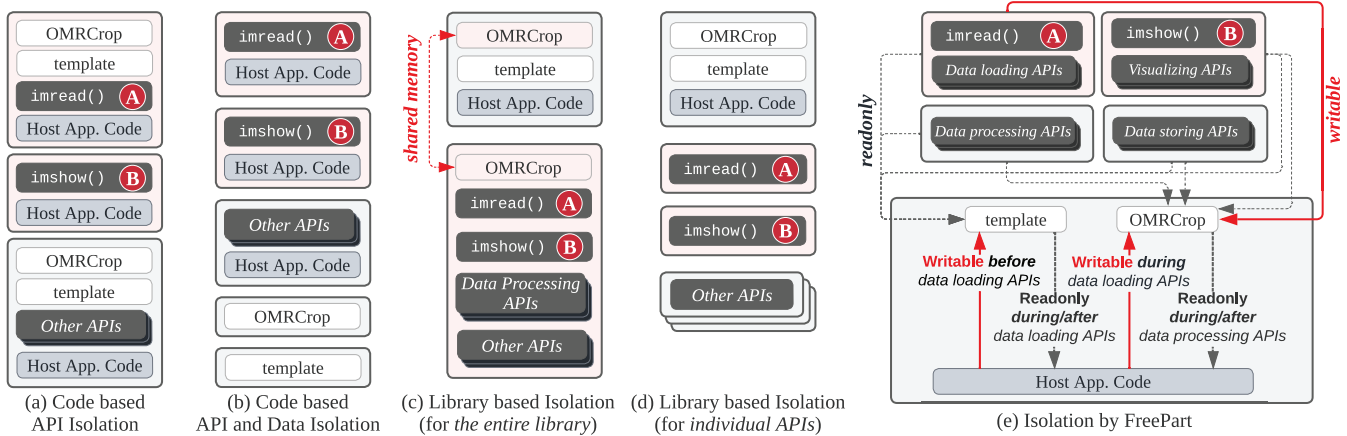 OMRCrop
template
imread() A
Host App. Code
imshow() B
Host App. Code
OMRCrop
template
Other APIs
Host App. Code
(a) Code based
API Isolation
imread() A
Host App. Code
imshow() B
Host App. Code
Other APIs
Host App. Code
OMRCrop
template
(b) Code based
API and Data Isolation
shared memory
OMRCrop
template
Host App. Code
OMRCrop
imread() A
imshow() B
Data Processing
APIs
Other APIs
(c) Library based Isolation
(for the entire library)
OMRCrop
template
Host App. Code
imread() A
imshow() B
Other APIs
(d) Library based Isolation
(for individual APIs)
imread() A
Data loading APIs
imshow() B
Visualizing APIs
Data processing APIs
Data storing APIs
readonly
writable
template
OMRCrop
Writable before
data loading APIs
Writable during
data loading APIs
Readonly
during/after
data loading APIs
Readonly
during/after
data processing APIs
Host App. Code
(e) Isolation by FreePart